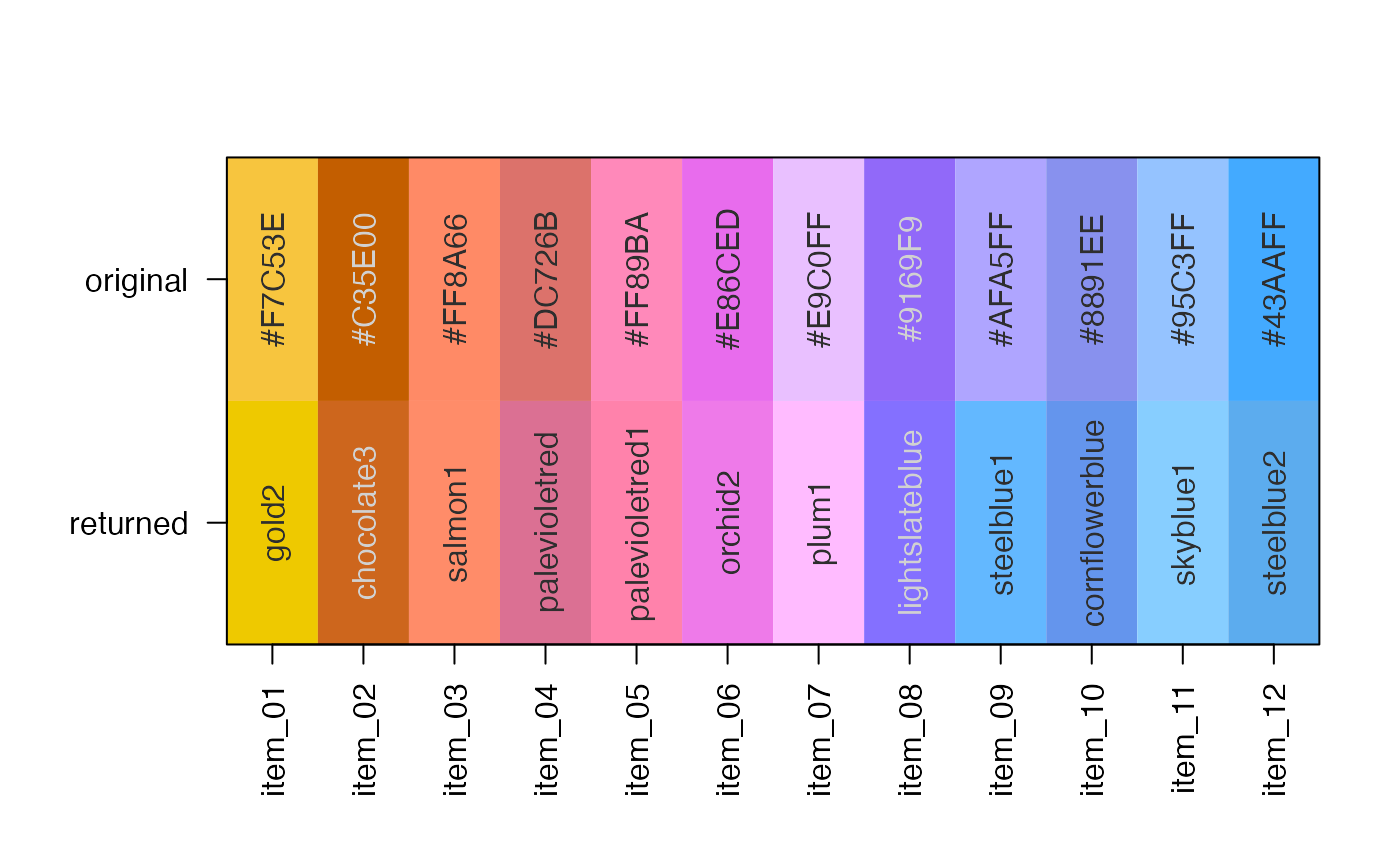 original
#F7C53E
#C35E00
#FF8A66
#DC726B
#FF89BA
#E86CED
#E9C0FF
#9169F9
#AFA5FF
#8891EE
#95C3FF
#43AAFF
returned
gold2
chocolate3
salmon1
palevioletred
palevioletred1
orchid2
plum1
lightslateblue
steelblue1
cornflowerblue
skyblue1
steelblue2
item_01
item_02
item_03
item_04
item_05
item_06
item_07
item_08
item_09
item_10
item_11
item_12